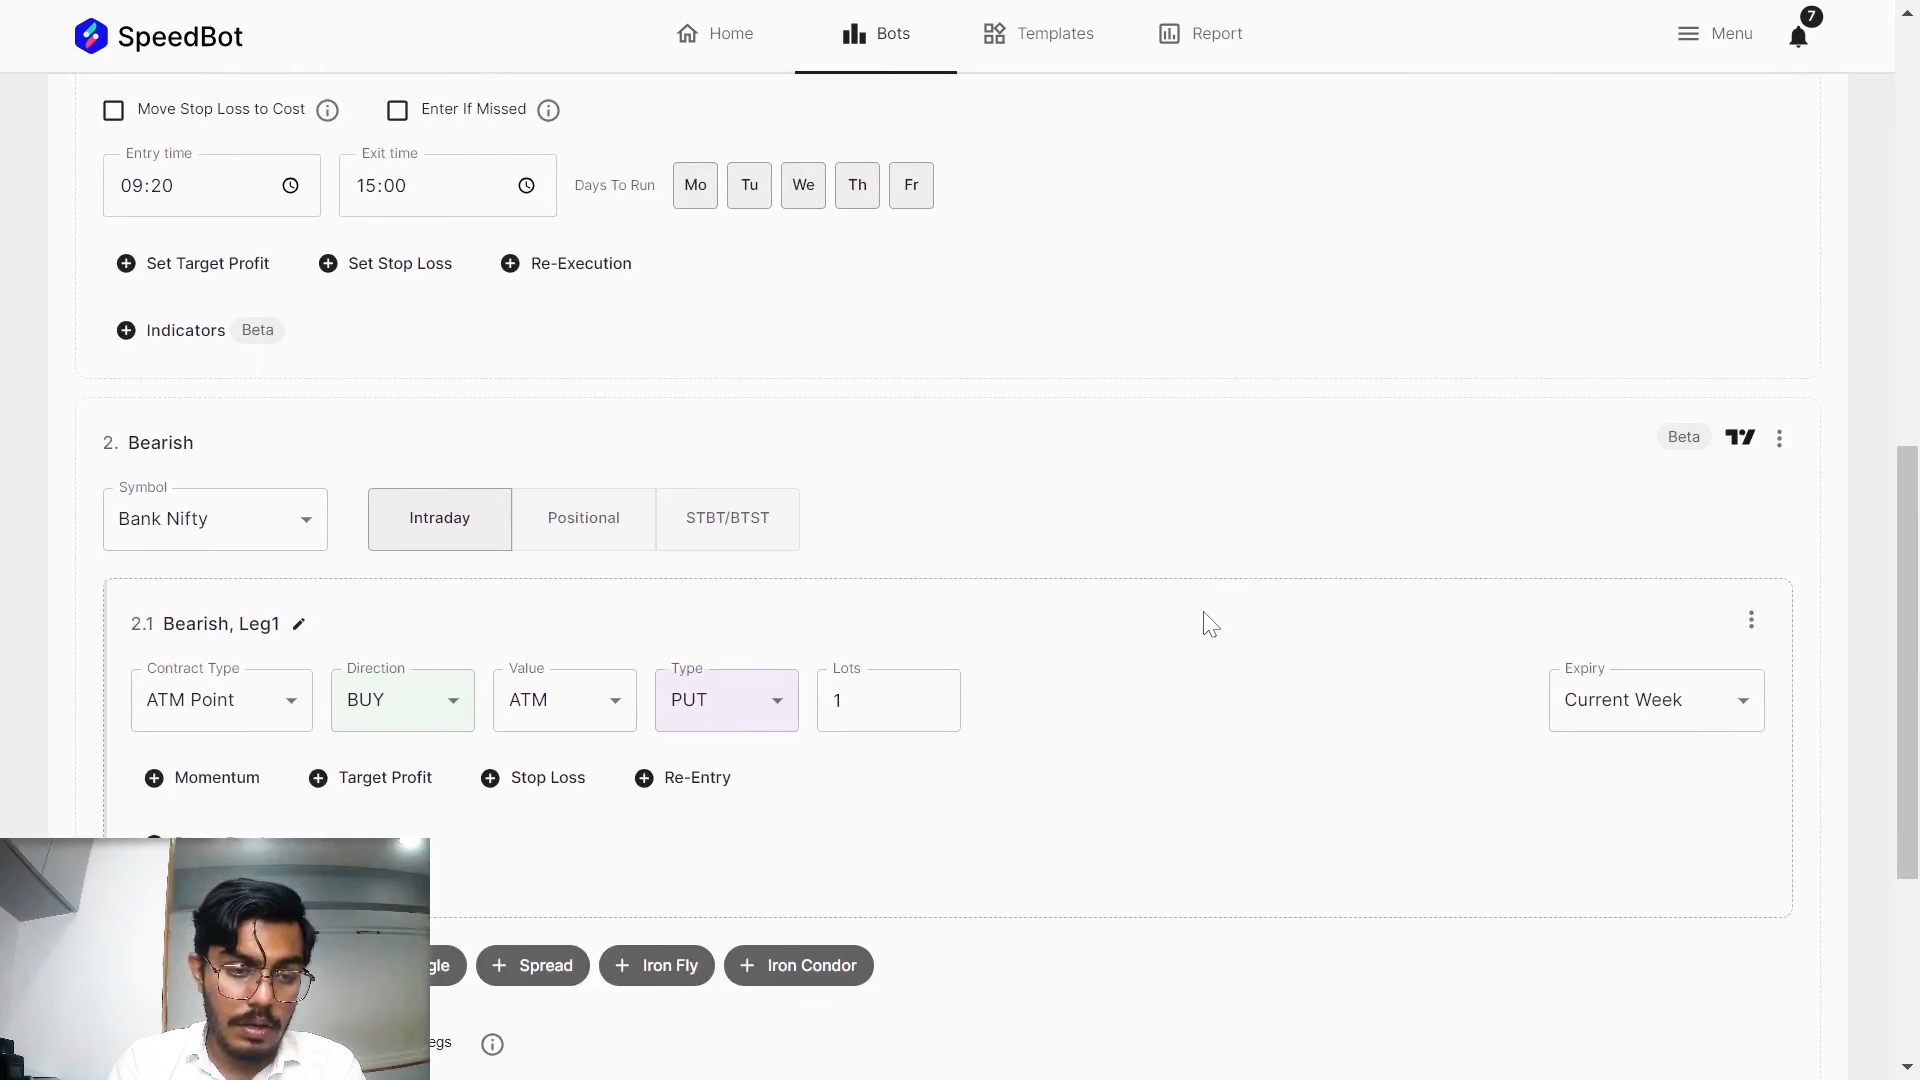 SpeedBot
Home
Bots
Templates
Report
Menu
7
Move Stop Loss to Cost
Enter If Missed
Entry time
09:20
Exit time
15:00
Days To Run
Mo
Tu
We
Th
Fr
Set Target Profit
Set Stop Loss
Re-Execution
Indicators
Beta
2. Bearish
Beta
Symbol
Bank Nifty
Intraday
Positional
STBT/BTST
2.1 Bearish, Leg1
Contract Type
ATM Point
Direction
BUY
Value
ATM
Type
PUT
Lots
1
Expiry
Current Week
Momentum
Target Profit
Stop Loss
Re-Entry
gle
+ Spread
+ Iron Fly
+ Iron Condor
egs